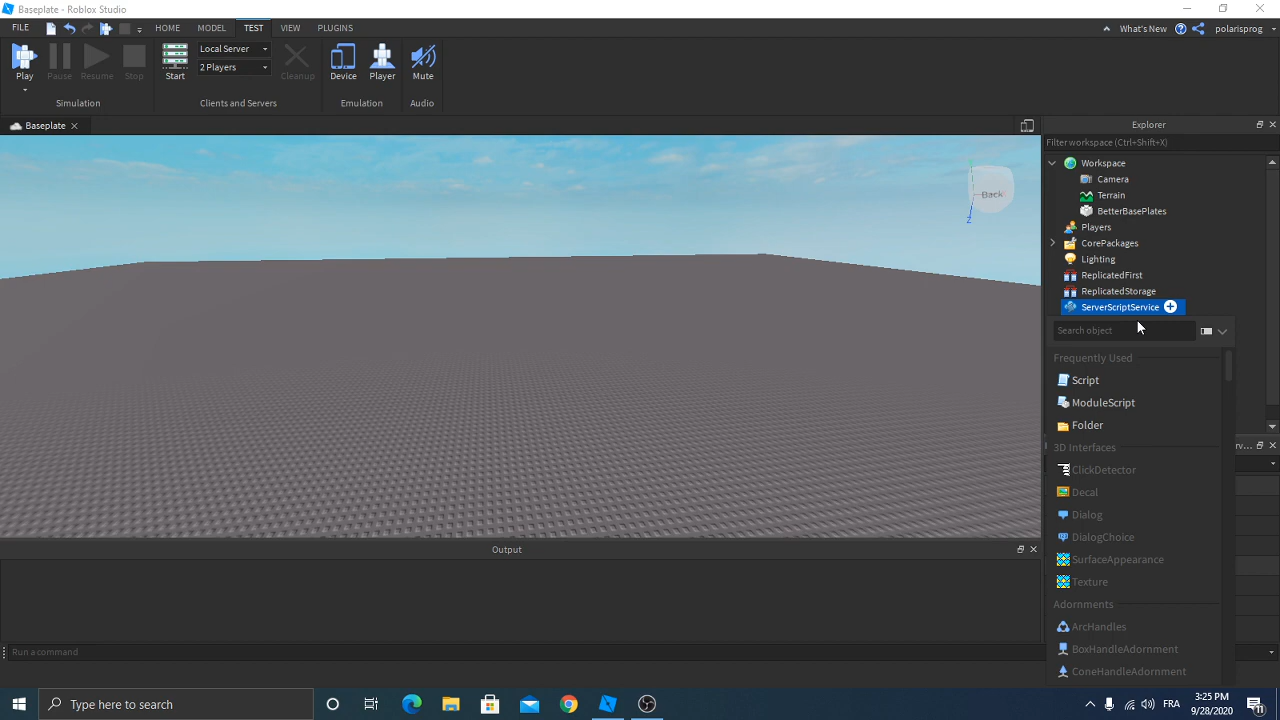 Baseplate - Roblox Studio
FILE HOME MODEL TEST VIEW PLUGINS What's New polarisprog
Play Pause Resume Stop Start Local Server 2 Players Cleanup Device Player Mute
Simulation Clients and Servers Emulation Audio
Baseplate
Explorer
Filter workspace (Ctrl+Shift+X)
Workspace
Camera
Terrain
BetterBasePlates
Players
CorePackages
Lighting
ReplicatedFirst
ReplicatedStorage
ServerScriptService
Search object
Frequently Used
Script
ModuleScript
Folder
3D Interfaces
ClickDetector
Decal
Dialog
DialogChoice
SurfaceAppearance
Texture
Adornments
ArcHandles
BoxHandleAdornment
ConeHandleAdornment
Back
Z
Output
Run a command
Type here to search
FRA
3:25 PM
9/28/2020
11